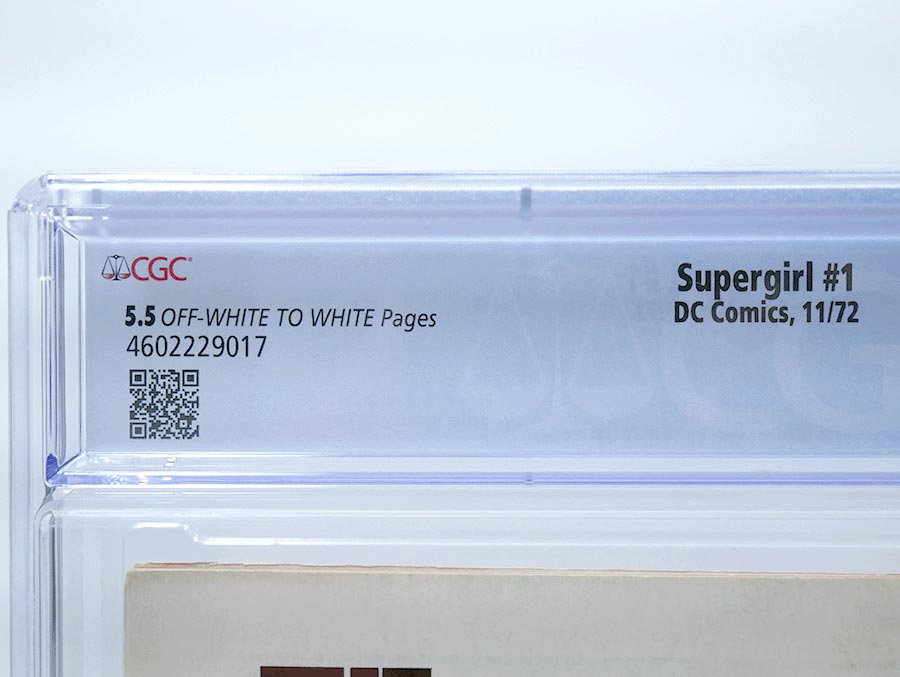 CGC
5.5 OFF-WHITE TO WHITE Pages
4602229017
Supergirl #1
DC Comics, 11/72